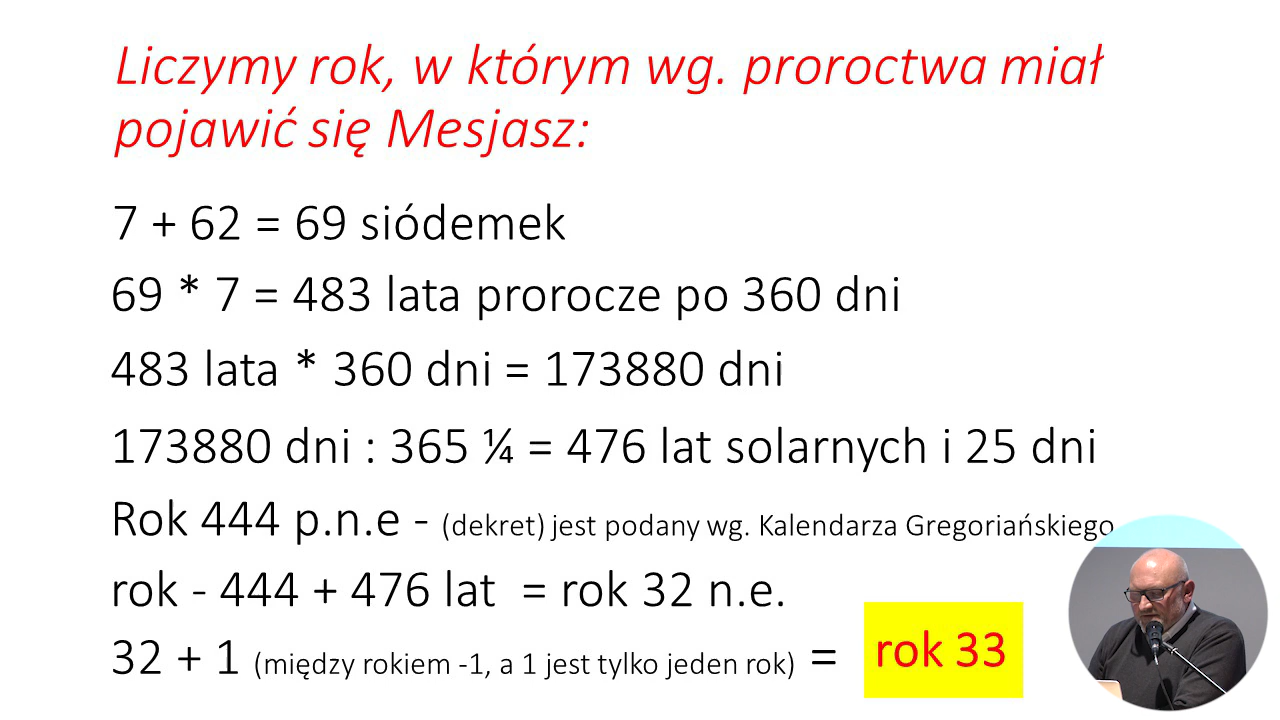 Liczymy rok, w którym wg. proroctwa miał
pojawić się Mesjasz:
7 + 62 = 69 siódemek
69 * 7 = 483 lata prorocze po 360 dni
483 lata * 360 dni = 173880 dni
173880 dni : 365 ¼ = 476 lat solarnych i 25 dni
Rok 444 p.n.e - (dekret) jest podany wg. Kalendarza Gregoriańskiego
rok - 444 + 476 lat = rok 32 n.e.
32 + 1 (między rokiem -1, a 1 jest tylko jeden rok) = rok 33